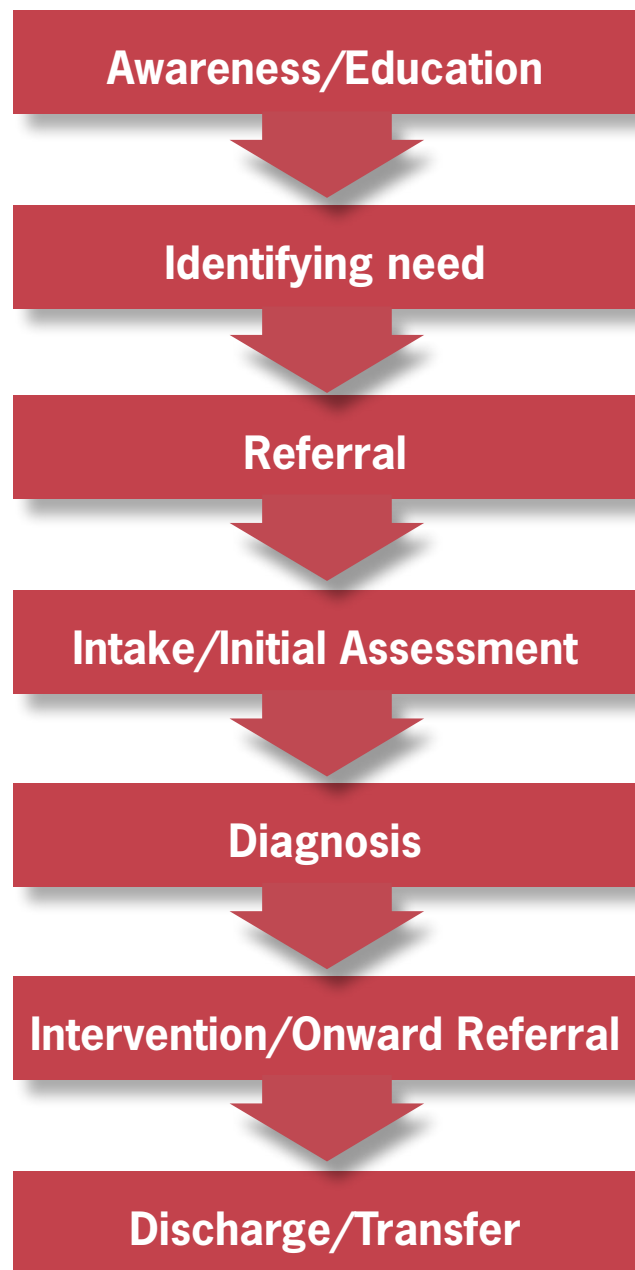 Awareness/Education
Identifying need
Referral
Intake/Initial Assessment
Diagnosis
Intervention/Onward Referral
Discharge/Transfer